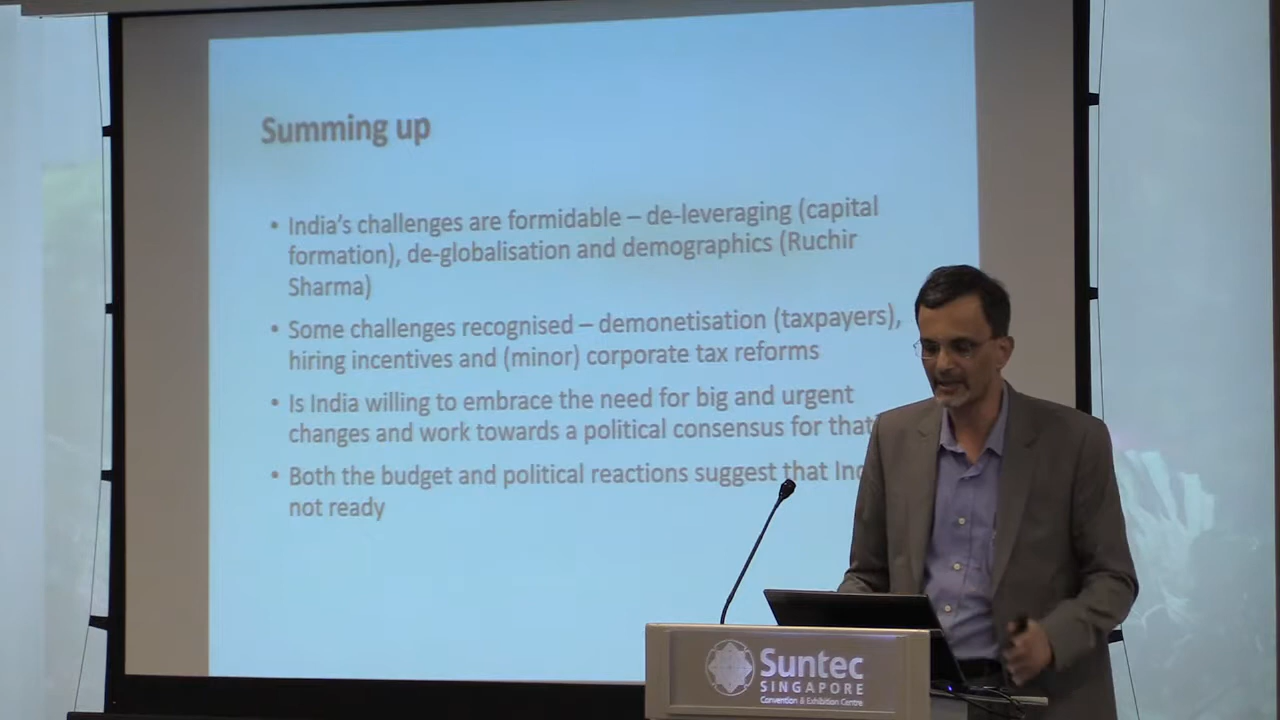 Summing up
• India's challenges are formidable – de-leveraging (capital
formation), de-globalisation and demographics (Ruchir
Sharma)
• Some challenges recognised – demonetisation (taxpayers),
hiring incentives and (minor) corporate tax reforms
• Is India willing to embrace the need for big and urgent
changes and work towards a political consensus for that
• Both the budget and political reactions suggest that
not ready
Suntec
SINGAPORE
Convention & Exhibition Centre